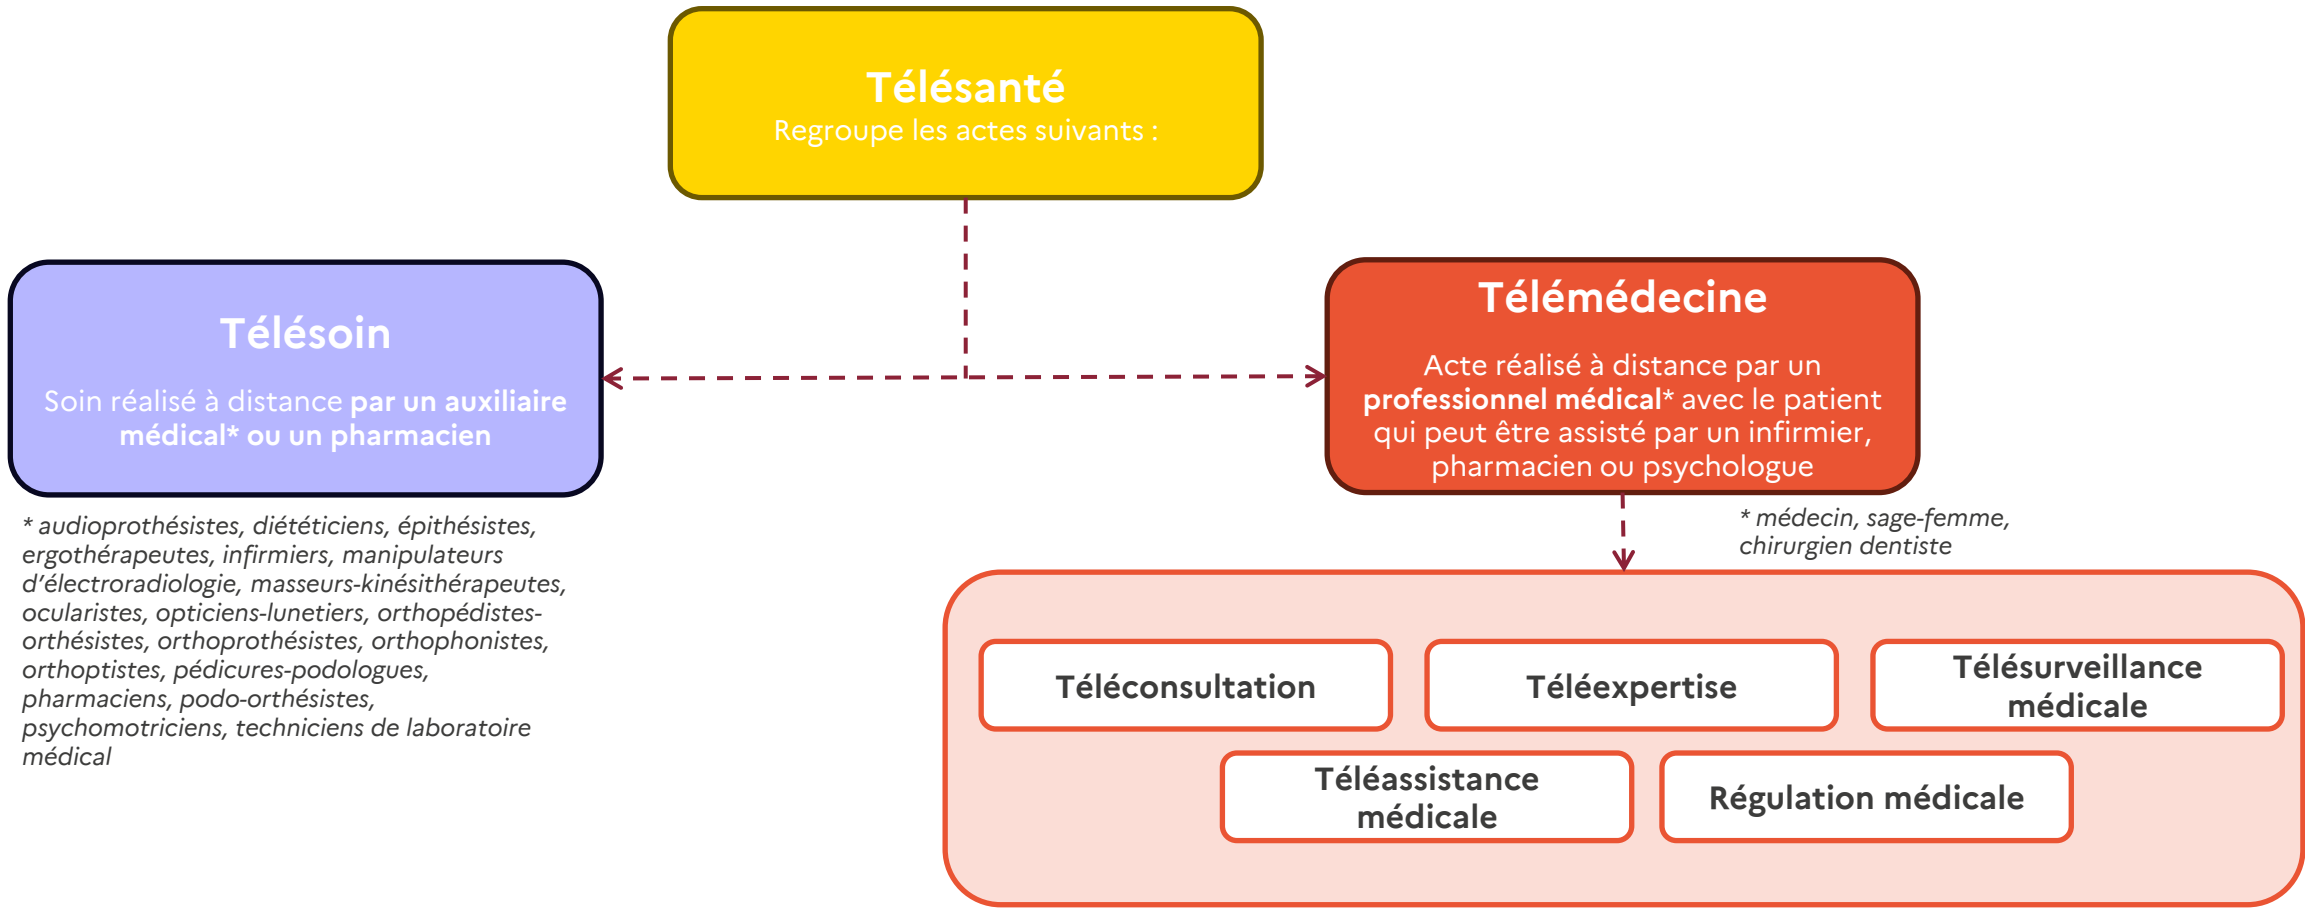 Télésanté
Regroupe les actes suivants :
Télésoin
Soin réalisé à distance par un auxiliaire
médical* ou un pharmacien
* audioprothésistes, diététiciens, épithésistes,
ergothérapeutes, infirmiers, manipulateurs
d'électroradiologie, masseurs-kinésithérapeutes,
ocularistes, opticiens-lunetiers, orthopédistes-
orthésistes, orthoprothésistes, orthophonistes,
orthoptistes, pédicures-podologues,
pharmaciens, podo-orthésistes,
psychomotriciens, techniciens de laboratoire
médical
Télémédecine
Acte réalisé à distance par un
professionnel médical* avec le patient
qui peut être assisté par un infirmier,
pharmacien ou psychologue
* médecin, sage-femme,
chirurgien dentiste
Téléconsultation
Téléexpertise
Télésurveillance
médicale
Téléassistance
médicale
Régulation médicale